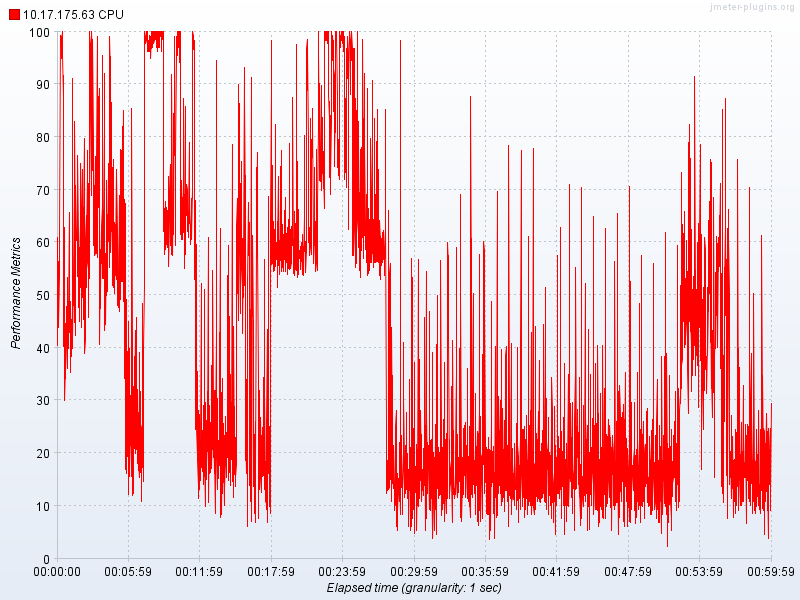 jmeter-plugins.org
10.17.175.63 CPU
100
90
80
70
60
50
40
30
20
10
0
Performance Metrics
00:00:00 00:05:59 00:11:59 00:17:59 00:23:59 00:29:59 00:35:59 00:41:59 00:47:59 00:53:59 00:59:59
Elapsed time (granularity: 1 sec)